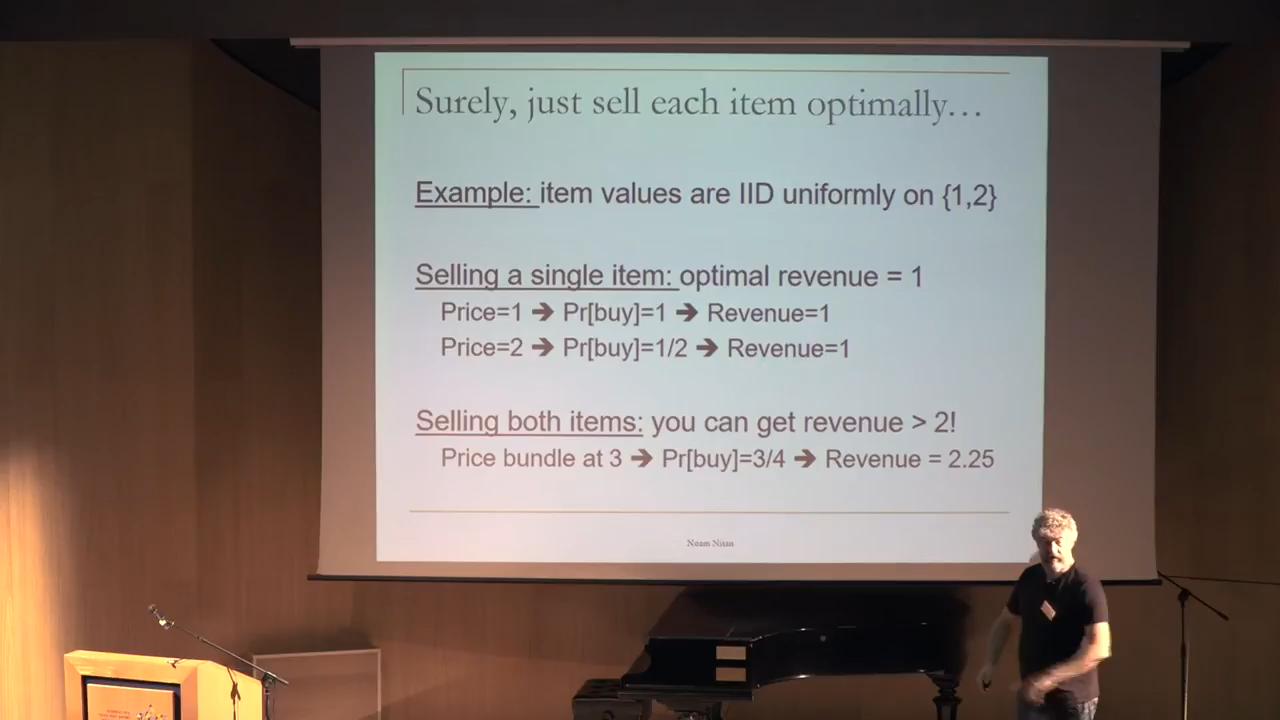 Surely, just sell each item optimally…
Example: item values are IID uniformly on {1,2}
Selling a single item: optimal revenue = 1
Price=1 ➔ Pr[buy]=1 ➔ Revenue=1
Price=2 ➔ Pr[buy]=1/2 ➔ Revenue=1
Selling both items: you can get revenue > 2!
Price bundle at 3 ➔ Pr[buy]=3/4 ➔ Revenue = 2.25
Noam Nisan